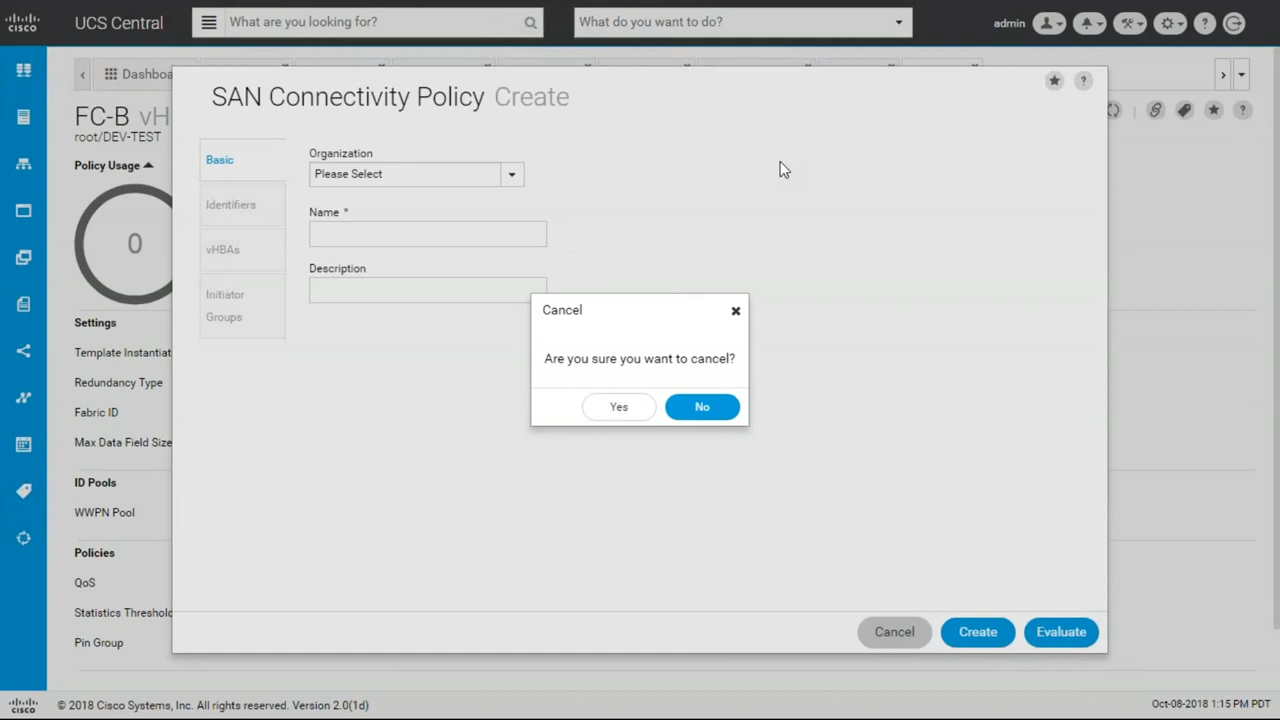 cisco
UCS Central
What are you looking for?
What do you want to do?
admin
?
Dashboa
FC-B vH
root/DEV-TEST
?
Policy Usage
0
Settings
Template Instantiat
Redundancy Type
Fabric ID
Max Data Field Size
ID Pools
WWPN Pool
Policies
QoS
Statistics Threshold
Pin Group
SAN Connectivity Policy Create
?
Basic
Identifiers
vHBAs
Initiator
Groups
Organization
Please Select
Name *
Description
Cancel
Are you sure you want to cancel?
Yes
No
Cancel
Create
Evaluate
cisco
© 2018 Cisco Systems, Inc. All rights reserved. Version 2.0(1d)
Oct-08-2018 1:15 PM PDT